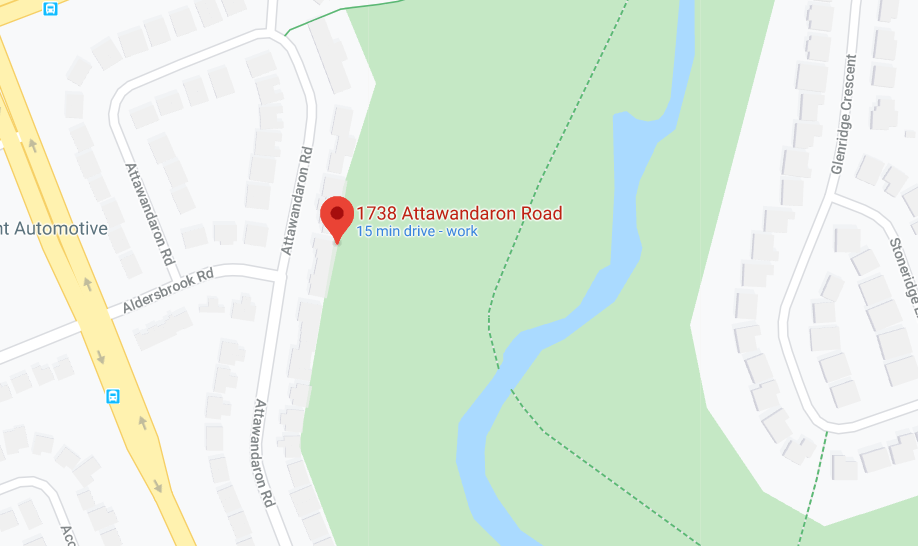 Glenridge Crescent
Attawandaron Rd
Attawandaron Rd
1738 Attawandaron Road
15 min drive - work
nt Automotive
Aldersbrook Rd
Stoneridge
Attawandaron Rd
Acc